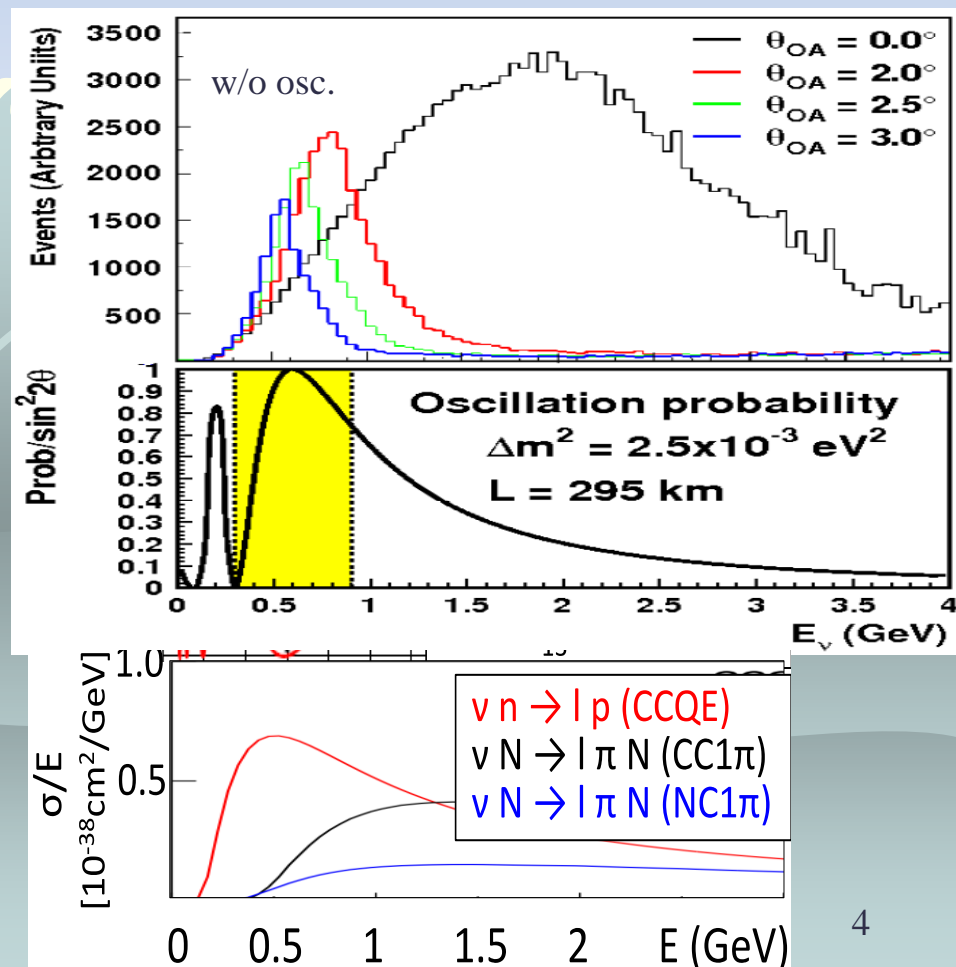 3500
3000
2500
2000
1500
1000
500
Events (Arbtrary Uniits)
w/o osc.
θOA = 0.0°
θOA = 2.0°
θOA = 2.5°
θOA = 3.0°
1
0.9
0.8
0.7
0.6
0.5
0.4
0.3
0.2
0.1
0
Prob/sin²2θ
Oscillation probability
Δm² = 2.5x10⁻³ eV²
L = 295 km
0 0.5 1 1.5 2 2.5 3 3.5 4
Eν (GeV)
1.0
0.5
σ/E
[10⁻³⁸cm²/GeV]
ν n → l p (CCQE)
ν N → l π N (CC1π)
ν N → l π N (NC1π)
0 0.5 1 1.5 2 E (GeV)
4